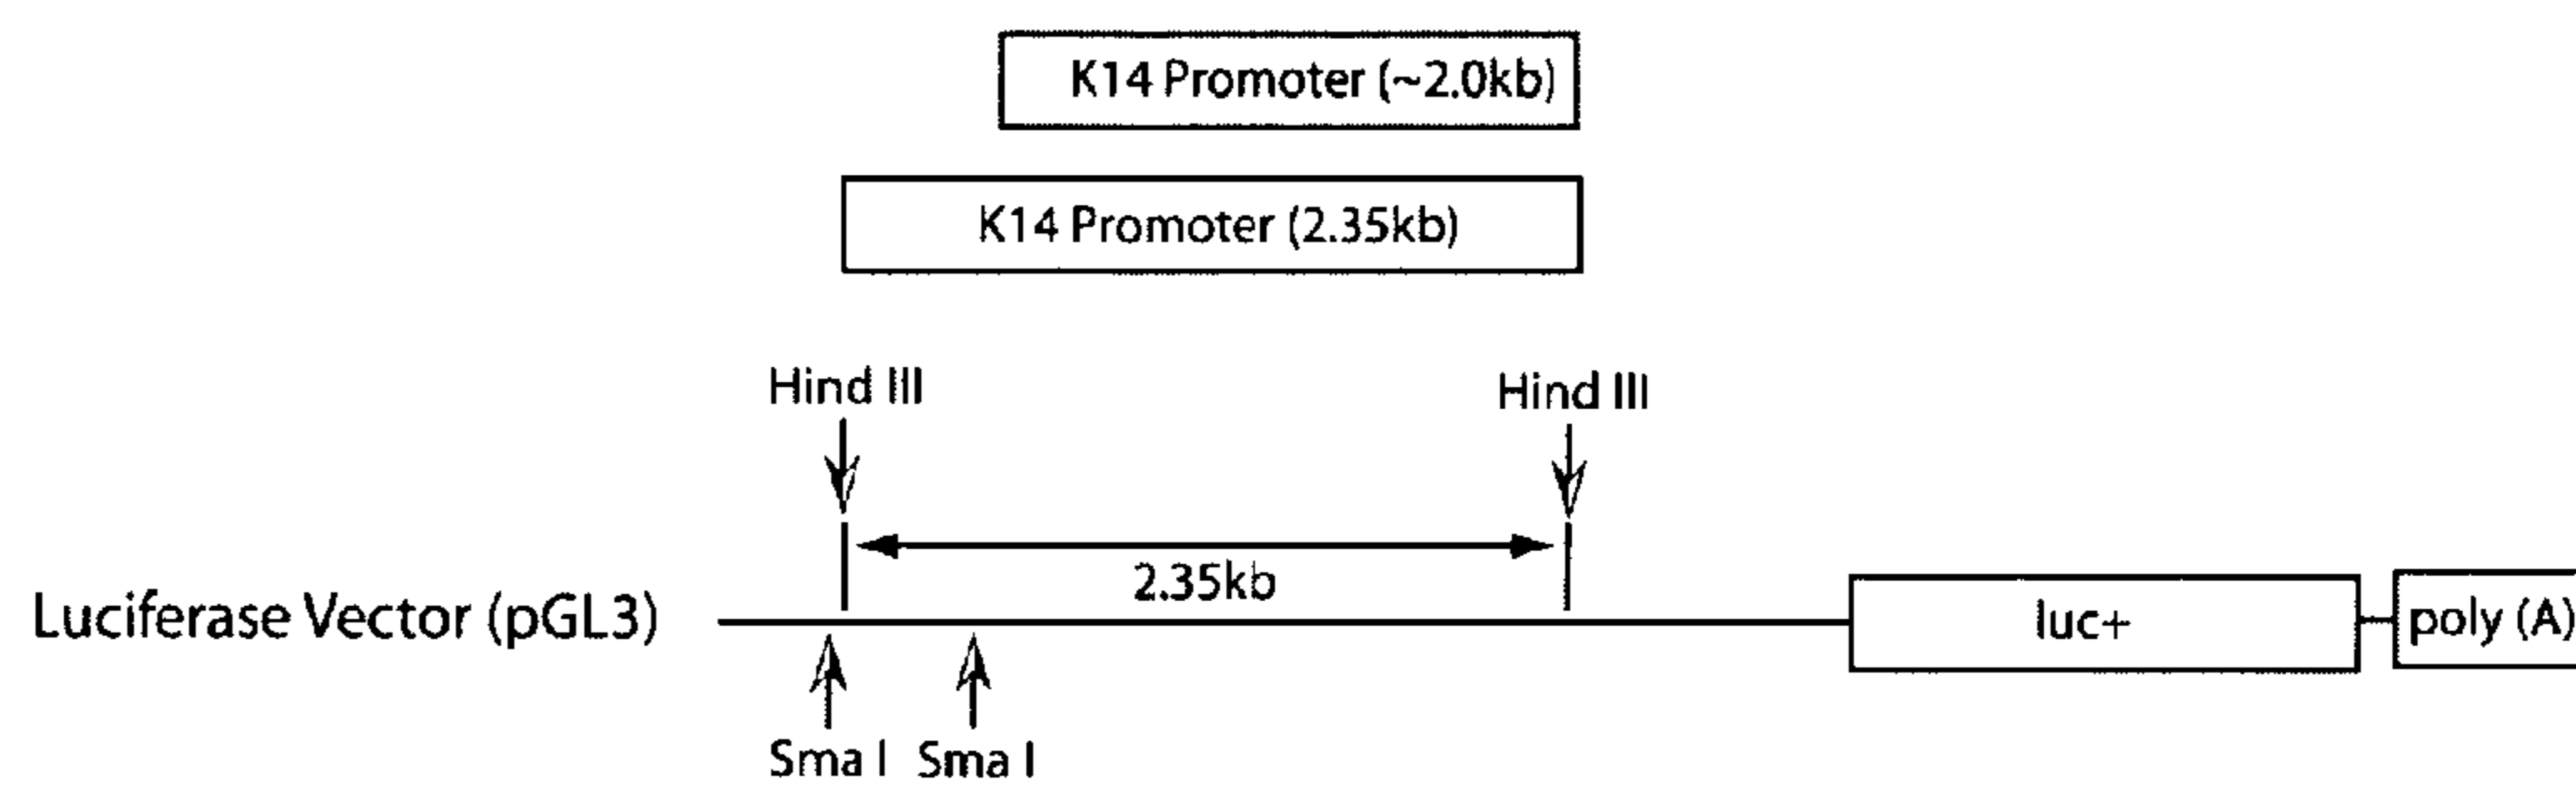 K14 Promoter (~2.0kb)
K14 Promoter (2.35kb)
Hind III
Hind III
2.35kb
Luciferase Vector (pGL3)
luc+
poly (A)
Sma I
Sma I